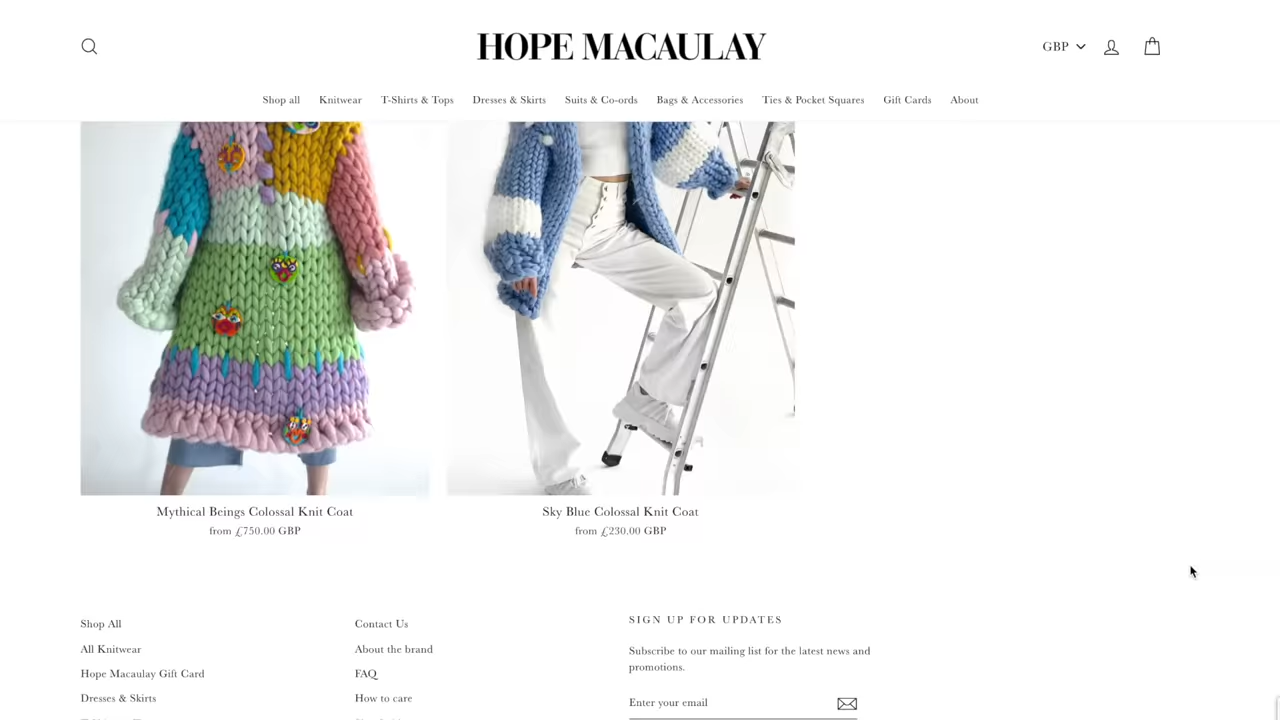 HOPE MACAULAY
GBP
Shop all Knitwear T-Shirts & Tops Dresses & Skirts Suits & Co-ords Bags & Accessories Ties & Pocket Squares Gift Cards About
Mythical Beings Colossal Knit Coat
from £750.00 GBP
Sky Blue Colossal Knit Coat
from £230.00 GBP
Shop All
All Knitwear
Hope Macaulay Gift Card
Dresses & Skirts
Contact Us
About the brand
FAQ
How to care
SIGN UP FOR UPDATES
Subscribe to our mailing list for the latest news and
promotions.
Enter your email